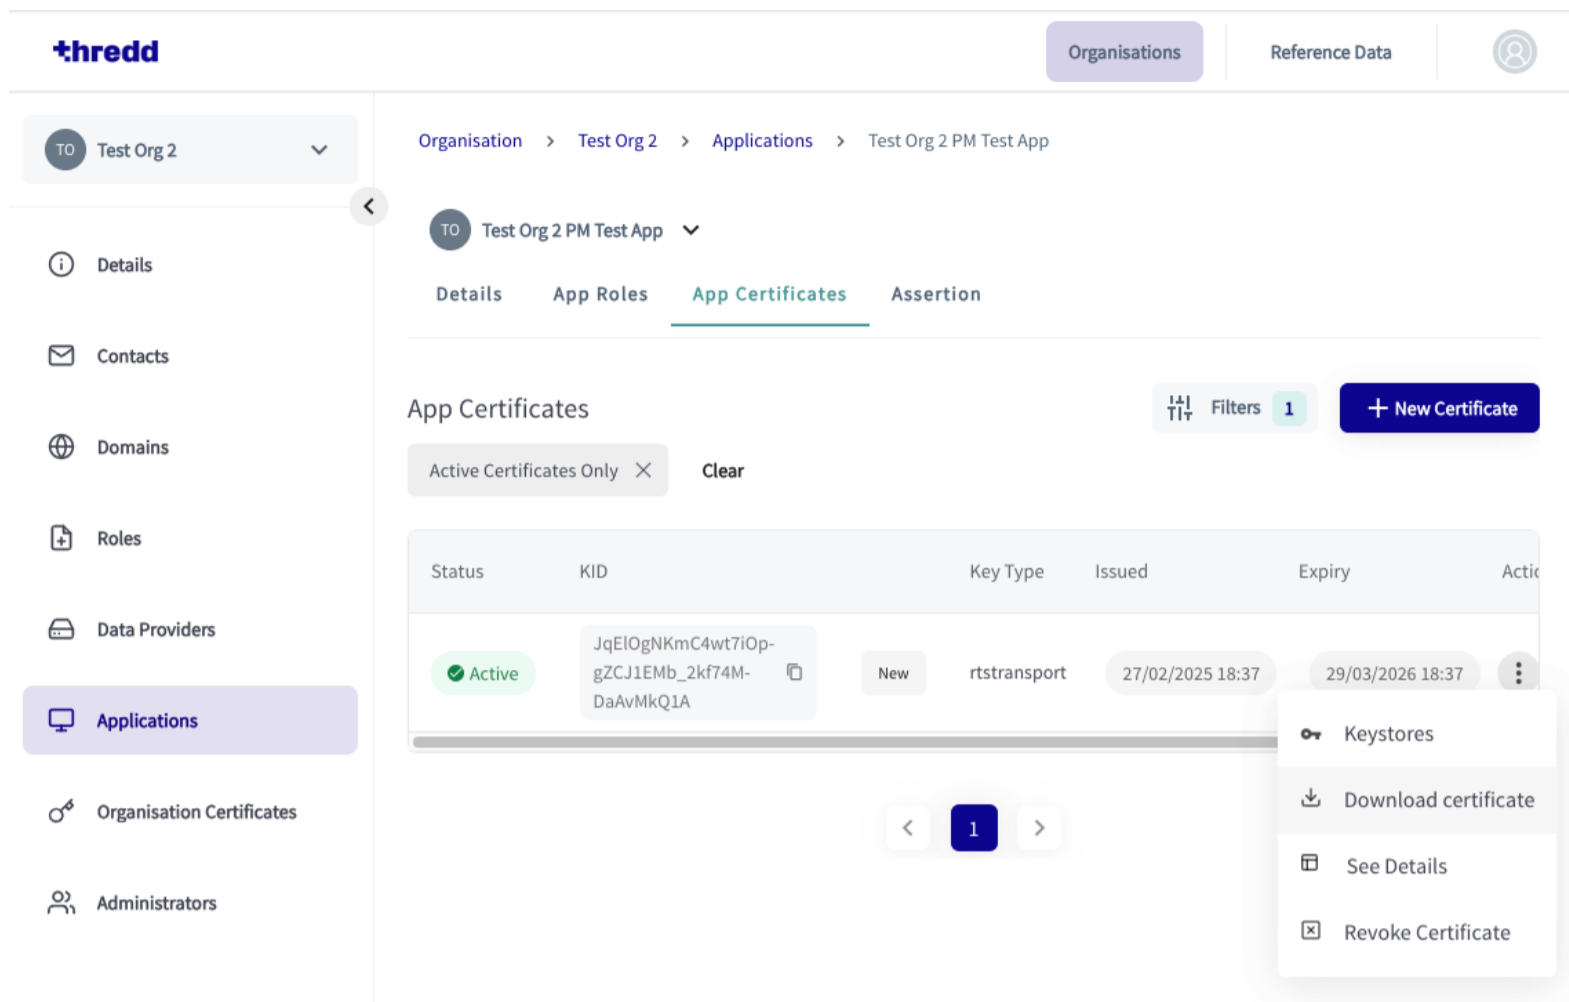 thredd
Organisations
Reference Data
TO
Test Org 2
Organisation > Test Org 2 > Applications > Test Org 2 PM Test App
TO
Test Org 2 PM Test App
Details
App Roles
App Certificates
Assertion
Details
Contacts
Domains
Roles
Data Providers
Applications
Organisation Certificates
Administrators
App Certificates
Filters 1
+ New Certificate
Active Certificates Only
Clear
Status
KID
Key Type
Issued
Expiry
Active
JqElOgNKmC4wt7iOp-
gZCJ1EMb_2kf74M-
DaAvMkQ1A
New
rtstransport
27/02/2025 18:37
29/03/2026 18:37
Keystores
Download certificate
See Details
Revoke Certificate
1